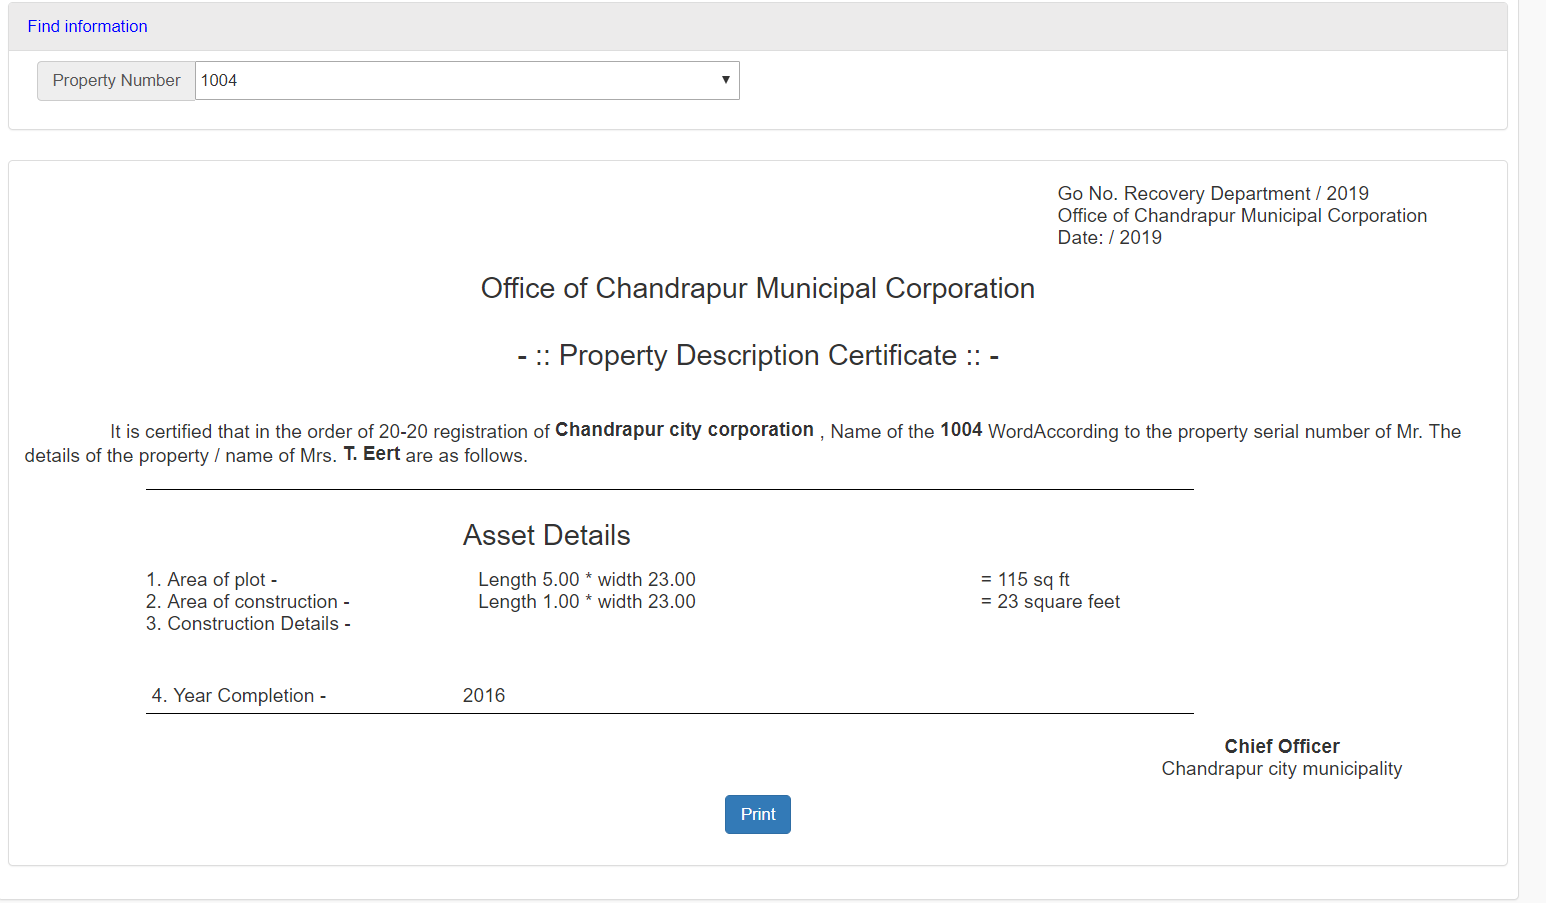 Find information
Property Number 1004
Go No. Recovery Department / 2019
Office of Chandrapur Municipal Corporation
Date: / 2019
Office of Chandrapur Municipal Corporation
- :: Property Description Certificate :: -
It is certified that in the order of 20-20 registration of Chandrapur city corporation , Name of the 1004 WordAccording to the property serial number of Mr. The
details of the property / name of Mrs. T. Eert are as follows.
Asset Details
1. Area of plot - Length 5.00 * width 23.00 = 115 sq ft
2. Area of construction - Length 1.00 * width 23.00 = 23 square feet
3. Construction Details -
4. Year Completion - 2016
Chief Officer
Chandrapur city municipality
Print